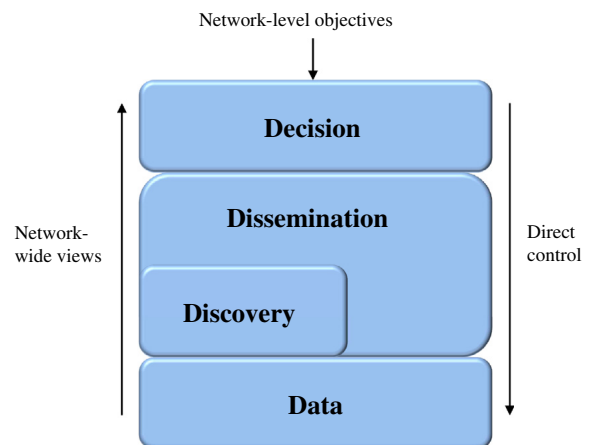 Network-level objectives
Decision
Dissemination
Network-
wide views
Direct
control
Discovery
Data